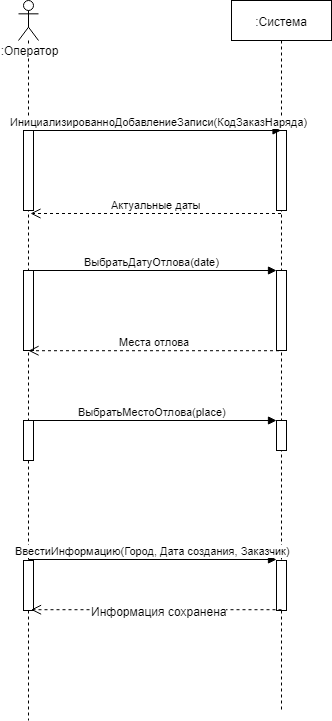 :Оператор
:Система
ИнициализированноДобавлениеЗаписи(КодЗаказНаряда)
Актуальные даты
ВыбратьДатуОтлова(date)
Места отлова
ВыбратьМестоОтлова(place)
ВвестиИнформацию(Город, Дата создания, Заказчик)
Информация сохранена